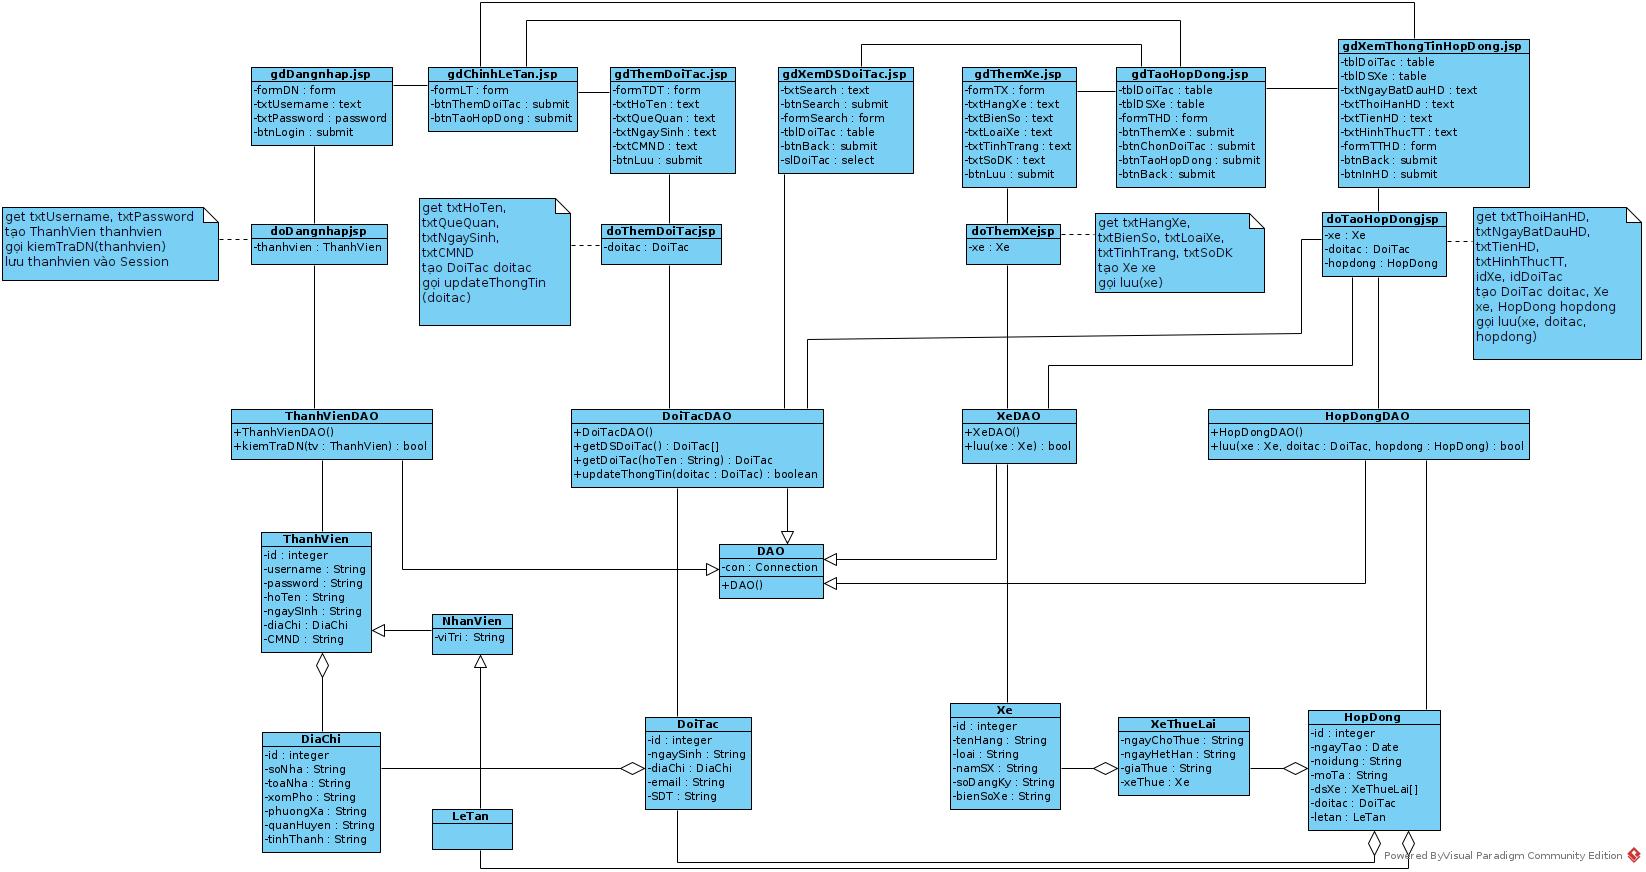 gdDangnhap.jsp
-formDN : form
-txtUsername : text
-txtPassword : password
-btnLogin : submit
gdChinhLeTan.jsp
-formLT : form
-btnThemDoiTac : submit
-btnTaoHopDong : submit
gdThemDoiTac.jsp
-formTDT : form
-txtHoTen : text
-txtQueQuan : text
-txtNgaySinh : text
-txtCMND : text
-btnLuu : submit
gdXemDSDoiTac.jsp
-txtSearch : text
-btnSearch : submit
-formSearch : form
-tblDoiTac : table
-btnBack : submit
-slDoiTac : select
gdThemXe.jsp
-formTX : form
-txtHangXe : text
-txtBienSo : text
-txtLoaiXe : text
-txtTinhTrang : text
-txtSoDK : text
-btnLuu : submit
gdTaoHopDong.jsp
-tblDoiTac : table
-tblDSXe : table
-formTHD : form
-btnThemXe : submit
-btnChonDoiTac : submit
-btnTaoHopDong : submit
-btnBack : submit
gdXemThongTinHopDong.jsp
-tblDoiTac : table
-tblDSXe : table
-txtNgayBatDauHD : text
-txtThoiHanHD : text
-txtTienHD : text
-txtHinhThucTT : text
-formTTHD : form
-btnBack : submit
-btnInHD : submit
get txtUsername, txtPassword
tạo ThanhVien thanhvien
gọi kiemTraDN(thanhvien)
lưu thanhvien vào Session
doDangnhapjsp
-thanhvien : ThanhVien
get txtHoTen,
txtQueQuan,
txtNgaySinh,
txtCMND
tạo DoiTac doitac
gọi updateThongTin
(doitac)
doThemDoiTacjsp
-doitac : DoiTac
doThemXejsp
-xe : Xe
get txtHangXe,
txtBienSo, txtLoaiXe,
txtTinhTrang, txtSoDK
tạo Xe xe
gọi luu(xe)
doTaoHopDongjsp
-xe : Xe
-doitac : DoiTac
-hopdong : HopDong
get txtThoiHanHD,
txtNgayBatDauHD,
txtTienHD,
txtHinhThucTT,
idXe, idDoiTac
tạo DoiTac doitac, Xe
xe, HopDong hopdong
gọi luu(xe, doitac,
hopdong)
ThanhVienDAO
+ThanhVienDAO()
+kiemTraDN(tv : ThanhVien) : bool
DoiTacDAO
+DoiTacDAO()
+getDSDoiTac() : DoiTac[]
+getDoiTac(hoTen : String) : DoiTac
+updateThongTin(doitac : DoiTac) : boolean
XeDAO
+XeDAO()
+luu(xe : Xe) : bool
HopDongDAO
+HopDongDAO()
+luu(xe : Xe, doitac : DoiTac, hopdong : HopDong) : bool
ThanhVien
-id : integer
-username : String
-password : String
-hoTen : String
-ngaySInh : String
-diaChi : DiaChi
-CMND : String
DAO
-con : Connection
+DAO()
NhanVien
-viTri : String
DiaChi
-id : integer
-soNha : String
-toaNha : String
-xomPho : String
-phuongXa : String
-quanHuyen : String
-tinhThanh : String
LeTan
DoiTac
-id : integer
-ngaySinh : String
-diaChi : DiaChi
-email : String
-SDT : String
Xe
-id : integer
-tenHang : String
-loai : String
-namSX : String
-soDangKy : String
-bienSoXe : String
XeThueLai
-ngayChoThue : String
-ngayHetHan : String
-giaThue : String
-xeThue : Xe
HopDong
-id : integer
-ngayTao : Date
-noidung : String
-moTa : String
-dsXe : XeThueLai[]
-doitac : DoiTac
-letan : LeTan
Powered ByVisual Paradigm Community Edition